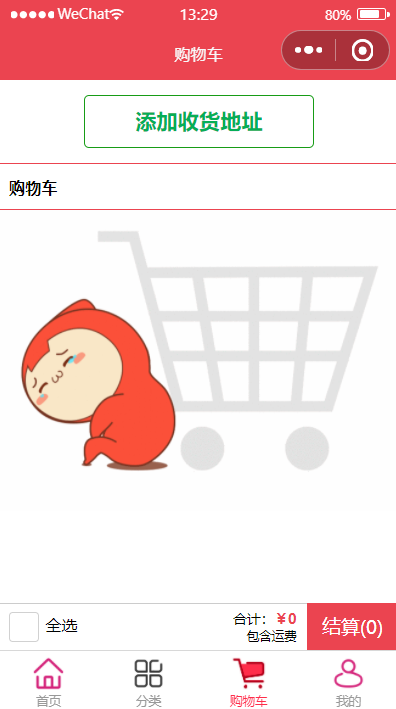 WeChat 13:29 80%
购物车
添加收货地址
购物车
全选 合计：￥0 结算(0)
包含运费
首页 分类 购物车 我的